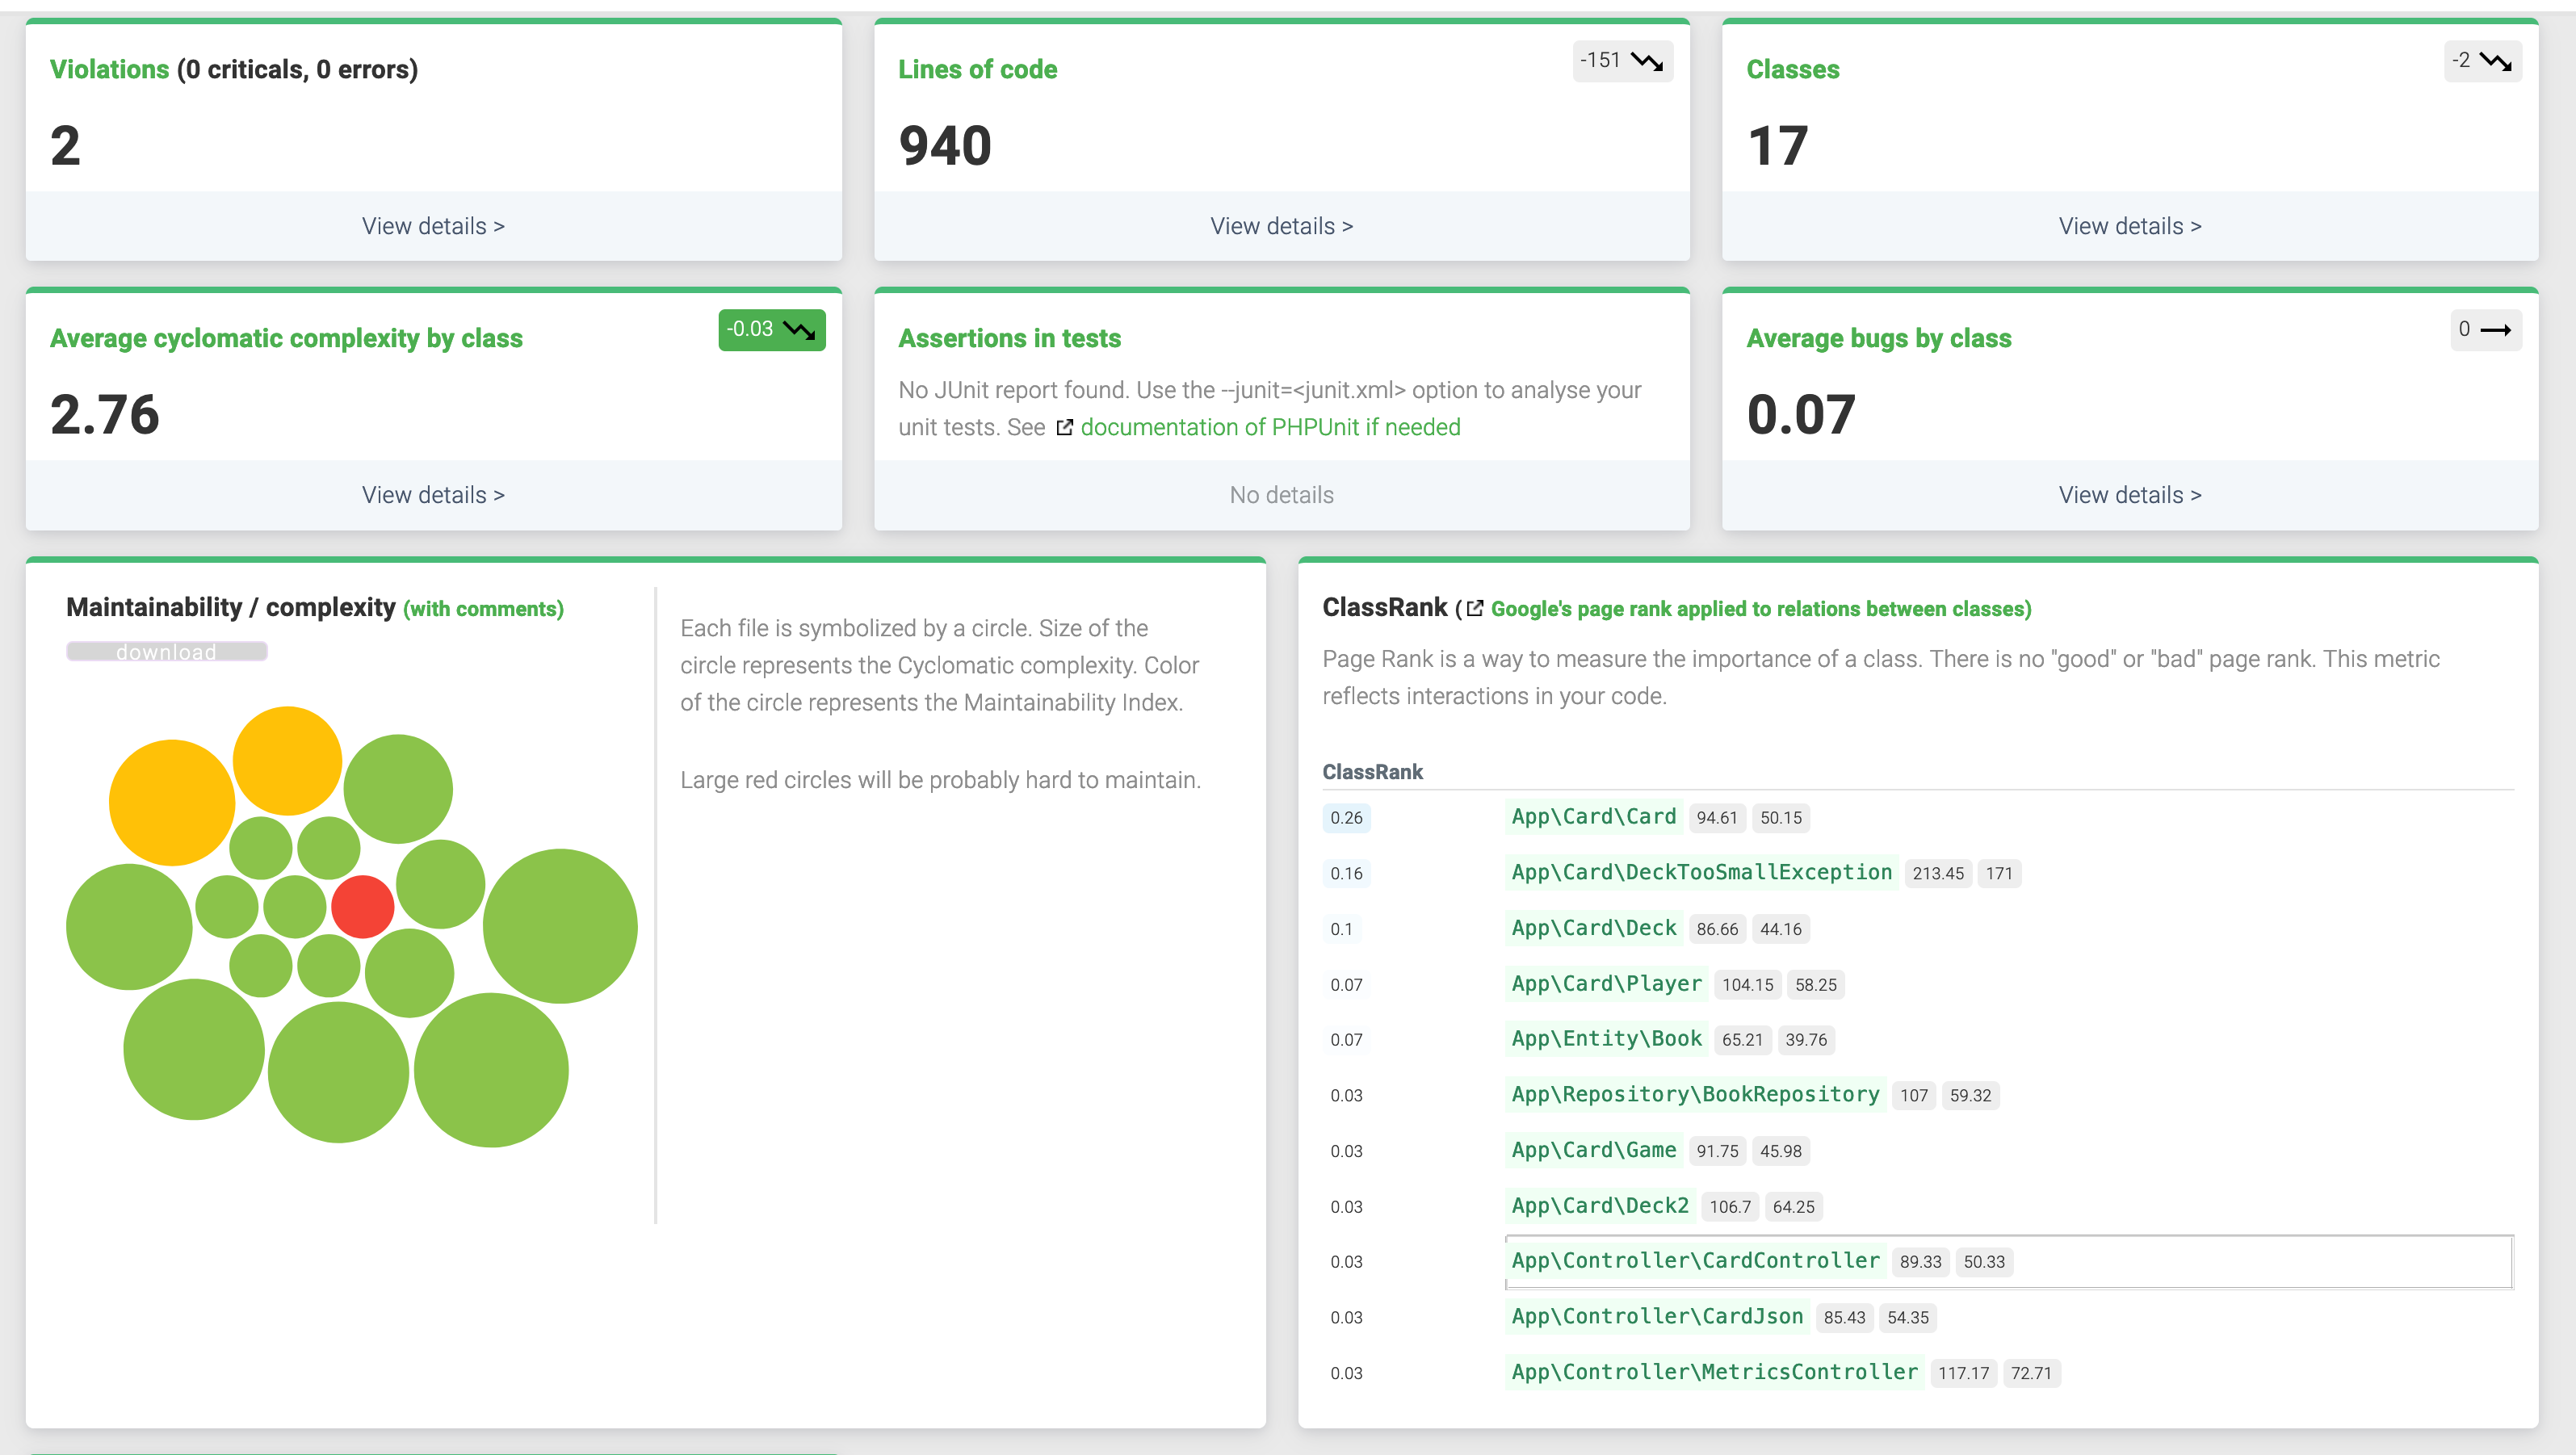 Violations (0 criticals, 0 errors)
2
View details >
Lines of code
-151
940
View details >
Classes
-2
17
View details >
Average cyclomatic complexity by class
-0.03
2.76
View details >
Assertions in tests
No JUnit report found. Use the --junit=<junit.xml> option to analyse your
unit tests. See documentation of PHPUnit if needed
No details
Average bugs by class
0
0.07
View details >
Maintainability / complexity (with comments)
download
Each file is symbolized by a circle. Size of the
circle represents the Cyclomatic complexity. Color
of the circle represents the Maintainability Index.
Large red circles will be probably hard to maintain.
ClassRank (Google's page rank applied to relations between classes)
Page Rank is a way to measure the importance of a class. There is no "good" or "bad" page rank. This metric
reflects interactions in your code.
ClassRank
0.26 App\Card\Card 94.61 50.15
0.16 App\Card\DeckTooSmallException 213.45 171
0.1 App\Card\Deck 86.66 44.16
0.07 App\Card\Player 104.15 58.25
0.07 App\Entity\Book 65.21 39.76
0.03 App\Repository\BookRepository 107 59.32
0.03 App\Card\Game 91.75 45.98
0.03 App\Card\Deck2 106.7 64.25
0.03 App\Controller\CardController 89.33 50.33
0.03 App\Controller\CardJson 85.43 54.35
0.03 App\Controller\MetricsController 117.17 72.71